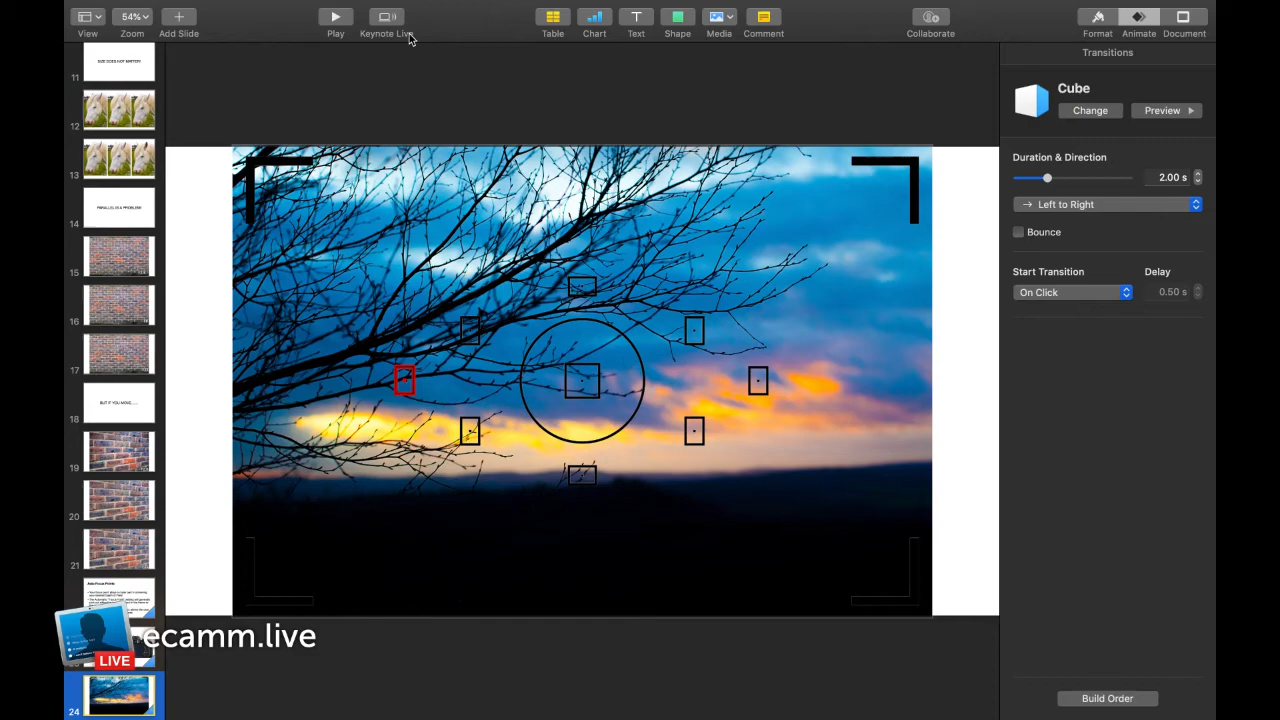 54%
View
Zoom
Add Slide
Play
Keynote Live
Table
Chart
Text
Shape
Media
Comment
Collaborate
Format
Animate
Document
Transitions
Cube
Change
Preview
Duration & Direction
2.00 s
Left to Right
Bounce
Start Transition
Delay
On Click
0.50 s
Build Order
SIZE DOES NOT MATTER!
11
12
13
PARALLEL IS A PROBLEM!
14
15
16
17
BUT IF YOU MOVE......
18
19
20
21
Auto Focus Points
ecamm.live
LIVE
24